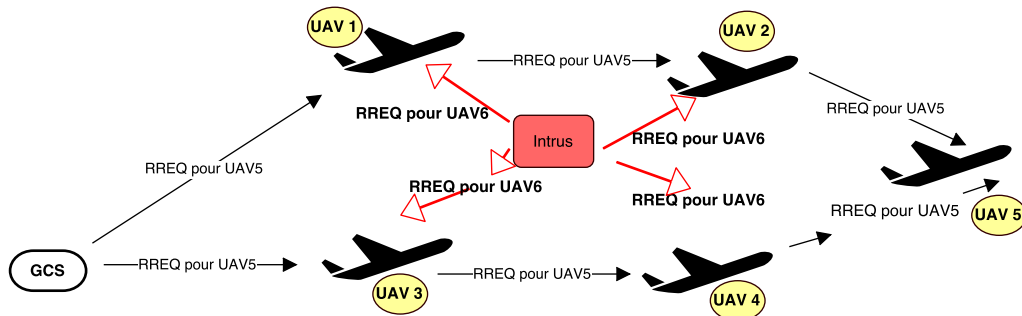 UAV 1
UAV 2
RREQ pour UAV5
RREQ pour UAV6
RREQ pour UAV5
Intrus
RREQ pour UAV6
RREQ pour UAV5
RREQ pour UAV6
RREQ pour UAV6
RREQ pour UAV5
UAV 5
GCS
RREQ pour UAV5
RREQ pour UAV5
UAV 3
UAV 4